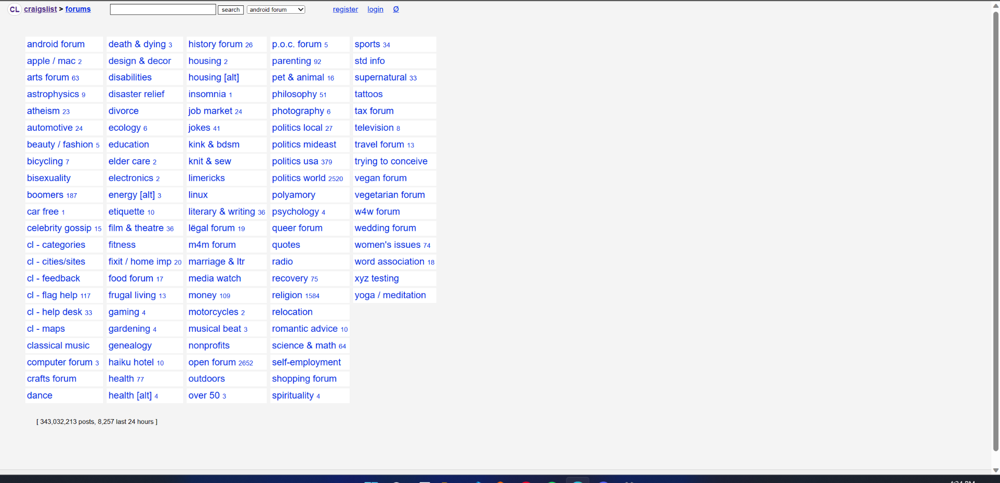 CL craigslist > forums search android forum register login Ø
android forum
apple / mac 2
arts forum 63
astrophysics 9
atheism 23
automotive 24
beauty / fashion 5
bicycling 7
bisexuality
boomers 187
car free 1
celebrity gossip 15
cl - categories
cl - cities/sites
cl - feedback
cl - flag help 117
cl - help desk 33
cl - maps
classical music
computer forum 3
crafts forum
dance
death & dying 3
design & decor
disabilities
disaster relief
divorce
ecology 6
education
elder care 2
electronics 2
energy [alt] 3
etiquette 10
film & theatre 36
fitness
fixit / home imp 20
food forum 17
frugal living 13
gaming 4
gardening 4
genealogy
haiku hotel 10
health 77
health [alt] 4
history forum 26
housing 2
housing [alt]
insomnia 1
job market 24
jokes 41
kink & bdsm
knit & sew
limericks
linux
literary & writing 36
lëgal forum 19
m4m forum
marriage & ltr
media watch
money 109
motorcycles 2
musical beat 3
nonprofits
open forum 2652
outdoors
over 50 3
p.o.c. forum 5
parenting 92
pet & animal 16
philosophy 51
photography 6
politics local 27
politics mideast
politics usa 379
politics world 2520
polyamory
psychology 4
queer forum
quotes
radio
recovery 75
religion 1584
relocation
romantic advice 10
science & math 64
self-employment
shopping forum
spirituality 4
sports 34
std info
supernatural 33
tattoos
tax forum
television 8
travel forum 13
trying to conceive
vegan forum
vegetarian forum
w4w forum
wedding forum
women's issues 74
word association 18
xyz testing
yoga / meditation
[ 343,032,213 posts, 8,257 last 24 hours ]